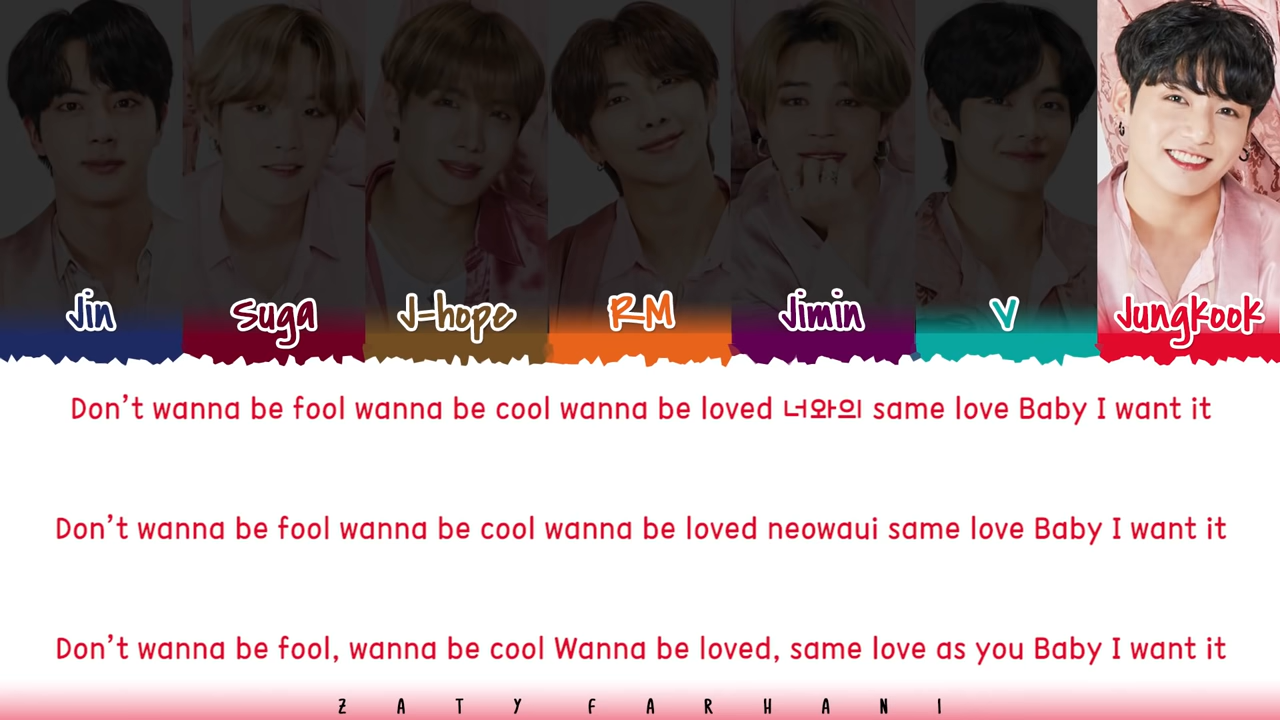 Jin Suga J-hope RM Jimin V Jungkook
Don't wanna be fool wanna be cool wanna be loved 너와의 same love Baby I want it
Don't wanna be fool wanna be cool wanna be loved neowaui same love Baby I want it
Don't wanna be fool, wanna be cool Wanna be loved, same love as you Baby I want it
ZATY FARHANI